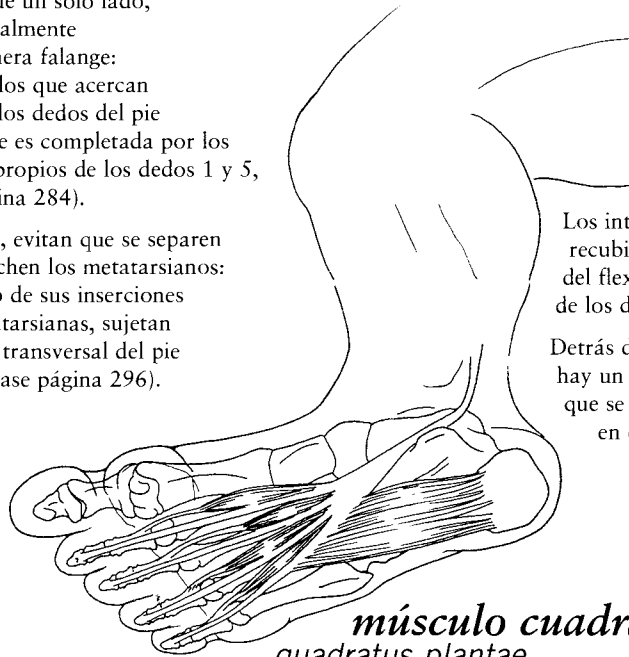 de un solo lado,
almente
nera falange:
los que acercan
los dedos del pie
e es completada por los
propios de los dedos 1 y 5,
ina 284).
, evitan que se separen
chen los metatarsianos:
o de sus inserciones
tarsianas, sujetan
transversal del pie
ase página 296).
Los int
recubi
del flex
de los d
Detrás d
hay un
que se
en
músculo cuadr
quadratus plantae